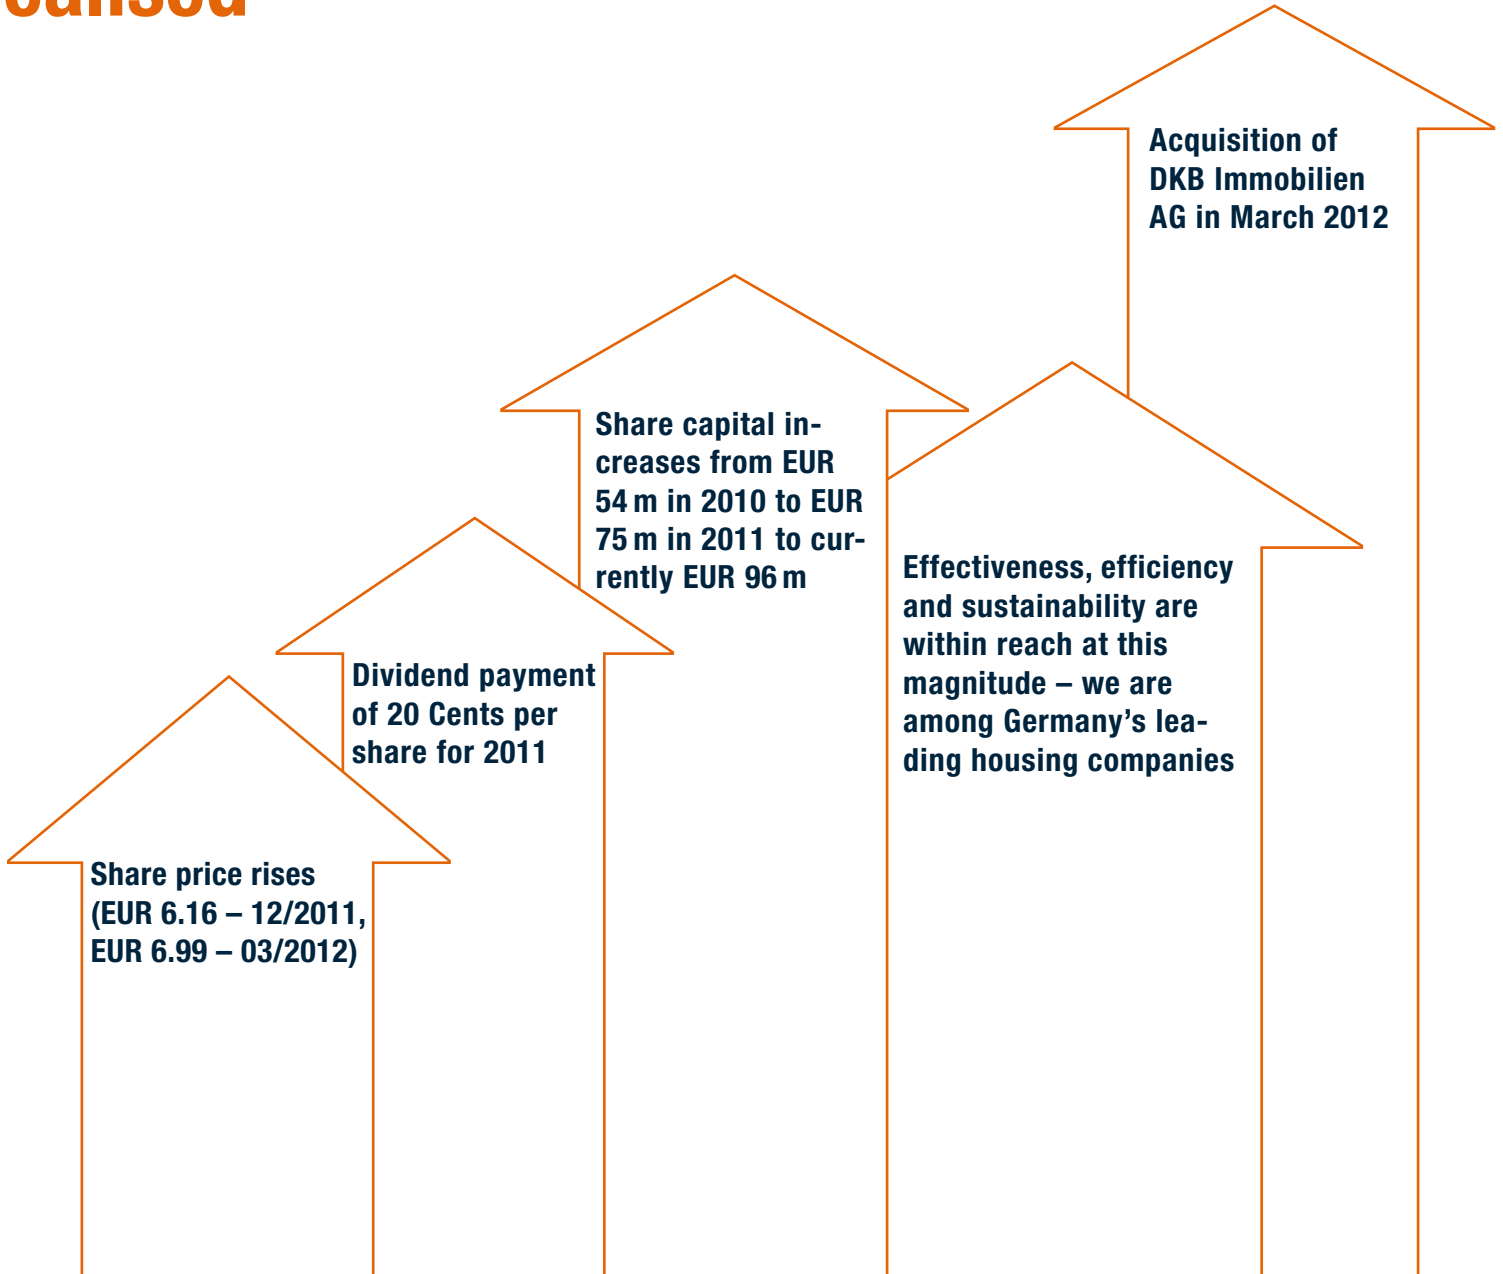 Acquisition of
DKB Immobilien
AG in March 2012
Share capital in-
creases from EUR
54 m in 2010 to EUR
75 m in 2011 to cur-
rently EUR 96 m
Effectiveness, efficiency
and sustainability are
within reach at this
magnitude – we are
among Germany’s lea-
ding housing companies
Dividend payment
of 20 Cents per
share for 2011
Share price rises
(EUR 6.16 – 12/2011,
EUR 6.99 – 03/2012)